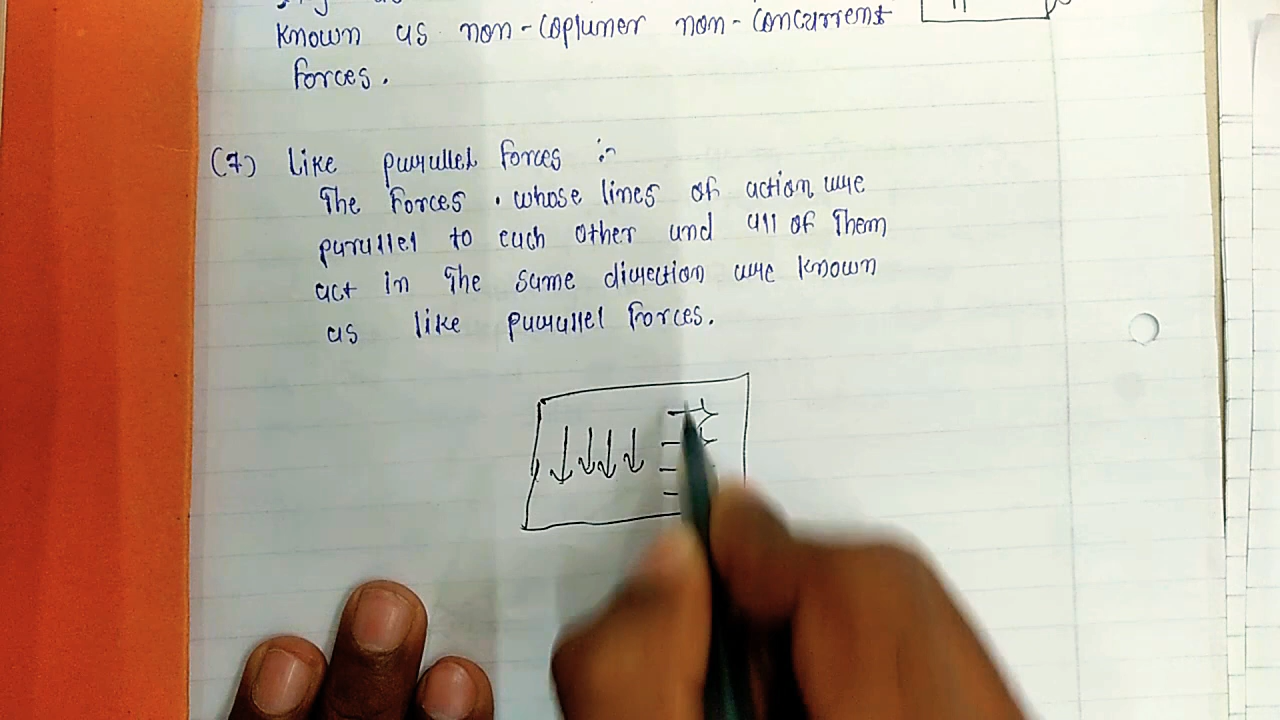 known as non-coplaner non-concurrent
forces.
(7) Like parallel forces :-
The forces . whose lines of action are
parallel to each other and all of them
act in the same direction are known
as like parallel forces.